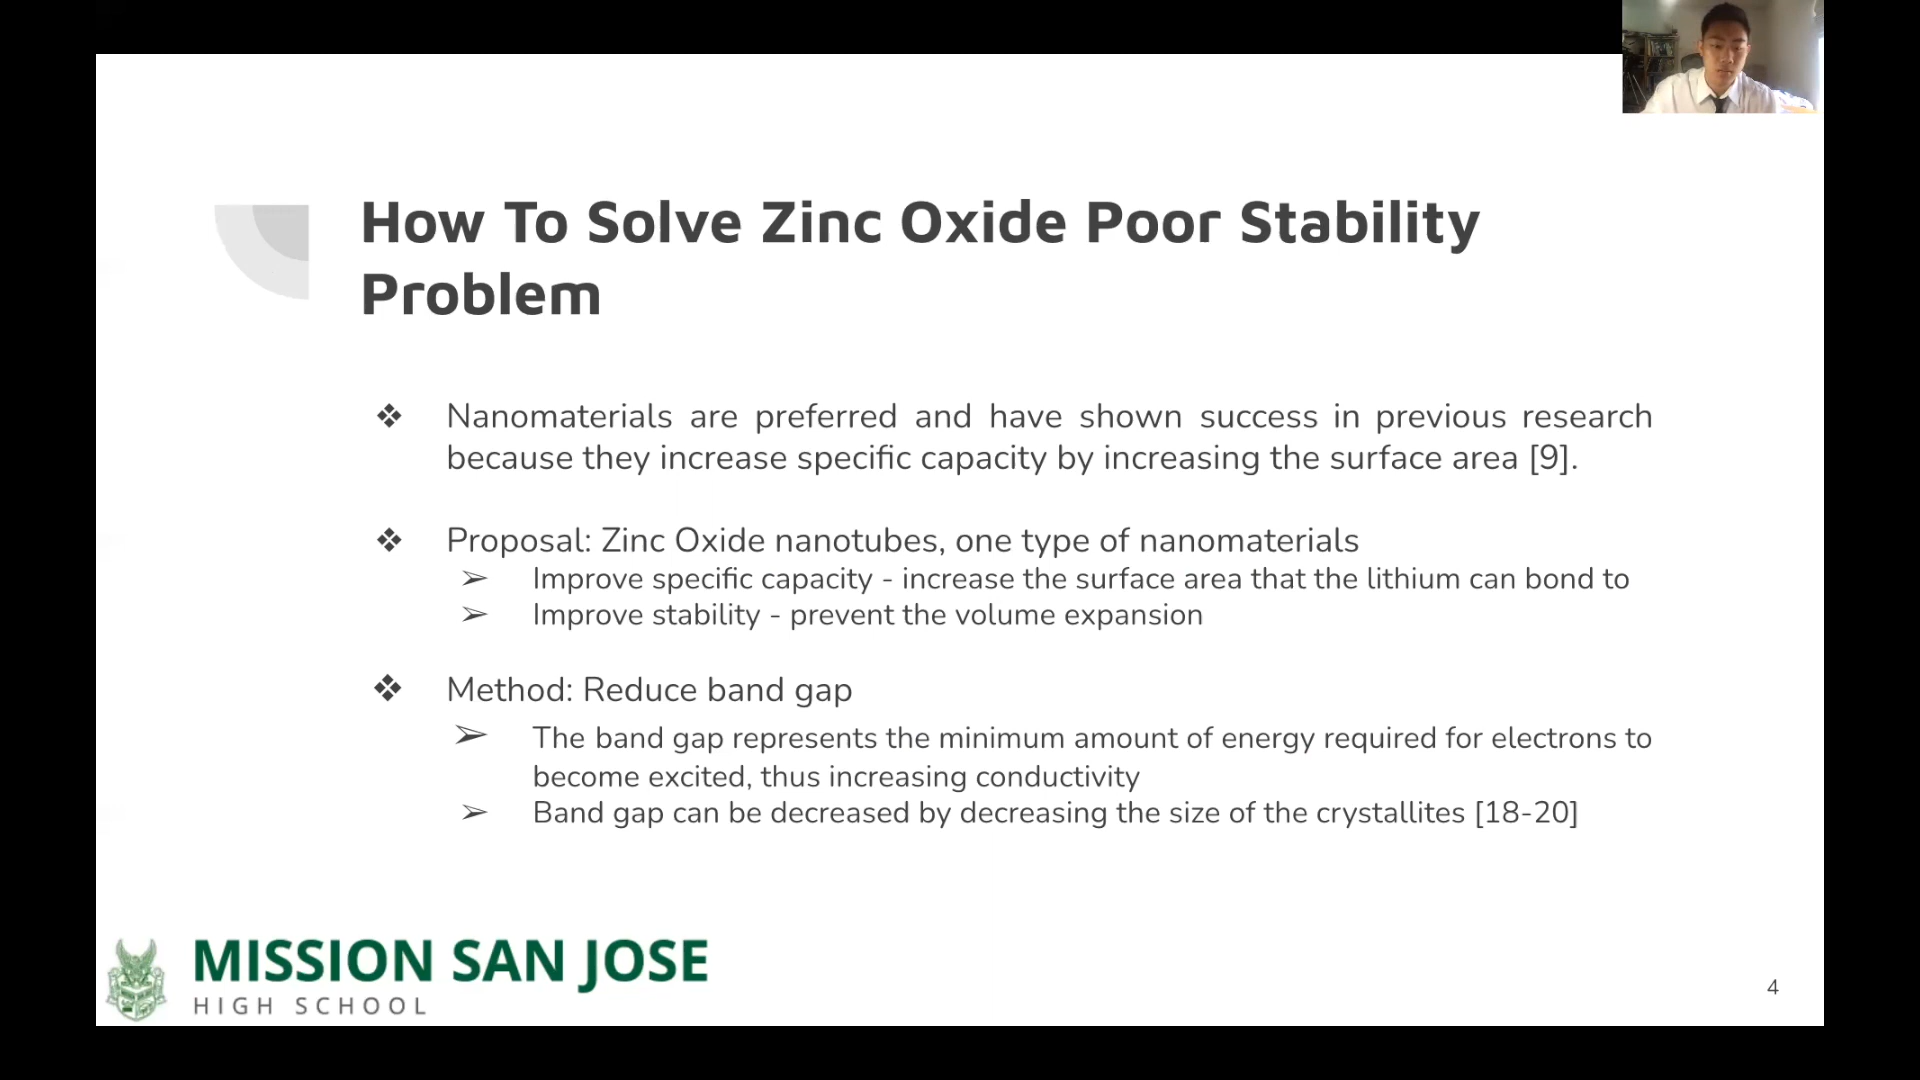 How To Solve Zinc Oxide Poor Stability
Problem
❖ Nanomaterials are preferred and have shown success in previous research
because they increase specific capacity by increasing the surface area [9].
❖ Proposal: Zinc Oxide nanotubes, one type of nanomaterials
➢ Improve specific capacity - increase the surface area that the lithium can bond to
➢ Improve stability - prevent the volume expansion
❖ Method: Reduce band gap
➢ The band gap represents the minimum amount of energy required for electrons to
become excited, thus increasing conductivity
➢ Band gap can be decreased by decreasing the size of the crystallites [18-20]
MISSION SAN JOSE
HIGH SCHOOL
4